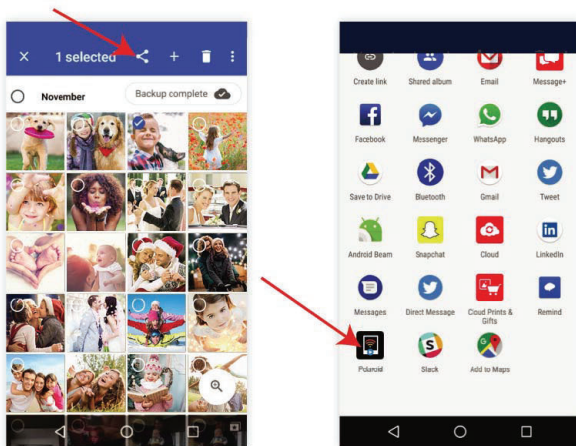 1 selected
November
Backup complete
Create link Shared album Email Message+
Facebook Messenger WhatsApp Hangouts
Save to Drive Bluetooth Gmail Tweet
Android Beam Snapchat Cloud LinkedIn
Messages Direct Message Cloud Prints & Gifts Remind
Polaroid Slack Add to Maps